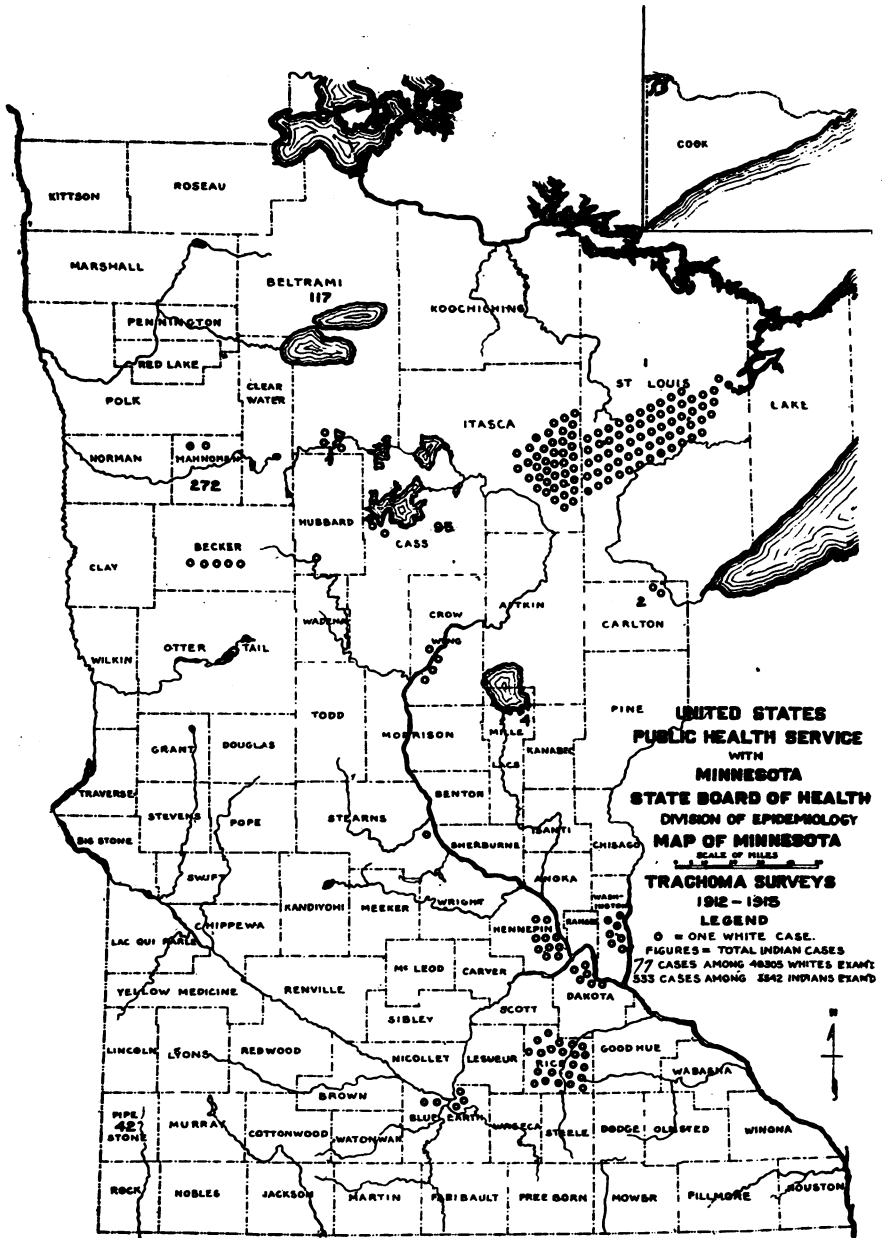 COOK
KITTSON
ROSEAU
MARSHALL
BELTRAMI
117
KOOCHICHING
PENNINGTON
RED LAKE
POLK
CLEAR
WATER
ITASCA
1
ST LOUIS
LAKE
NORMAN
MAHNOMEN
272
HUBBARD
95
CASS
BECKER
CLAY
WADENA
CROW
WING
AITKIN
2
CARLTON
WILKIN
OTTER
TAIL
TODD
MORRISON
4
MILLE
LACS
KANABEC
PINE
GRANT
DOUGLAS
TRAVERSE
STEVENS
POPE
STEARNS
BENTON
BIG STONE
SHERBURNE
ISANTI
CHISAGO
SWIFT
KANDIYOHI
MEEKER
WRIGHT
ANOKA
WASH-
INGTON
RAMSEY
HENNEPIN
CHIPPEWA
LAC QUI PARLE
MC LEOD
CARVER
YELLOW MEDICINE
RENVILLE
SCOTT
DAKOTA
SIBLEY
LINCOLN
LYONS
REDWOOD
NICOLLET
LESUEUR
RICE
GOODHUE
WABASHA
BROWN
BLUE EARTH
PIPE
42
STONE
MURRAY
COTTONWOOD
WATONWAN
WASECA
STEELE
DODGE
OLMSTED
WINONA
ROCK
NOBLES
JACKSON
MARTIN
FARIBAULT
FREEBORN
MOWER
FILLMORE
HOUSTON
UNITED STATES
PUBLIC HEALTH SERVICE
WITH
MINNESOTA
STATE BOARD OF HEALTH
DIVISION OF EPIDEMIOLOGY
MAP OF MINNESOTA
SCALE OF MILES
TRACHOMA SURVEYS
1912-1915
LEGEND
O = ONE WHITE CASE.
FIGURES = TOTAL INDIAN CASES
77 CASES AMONG 48305 WHITES EXAM'D
533 CASES AMONG 3542 INDIANS EXAM'D
N